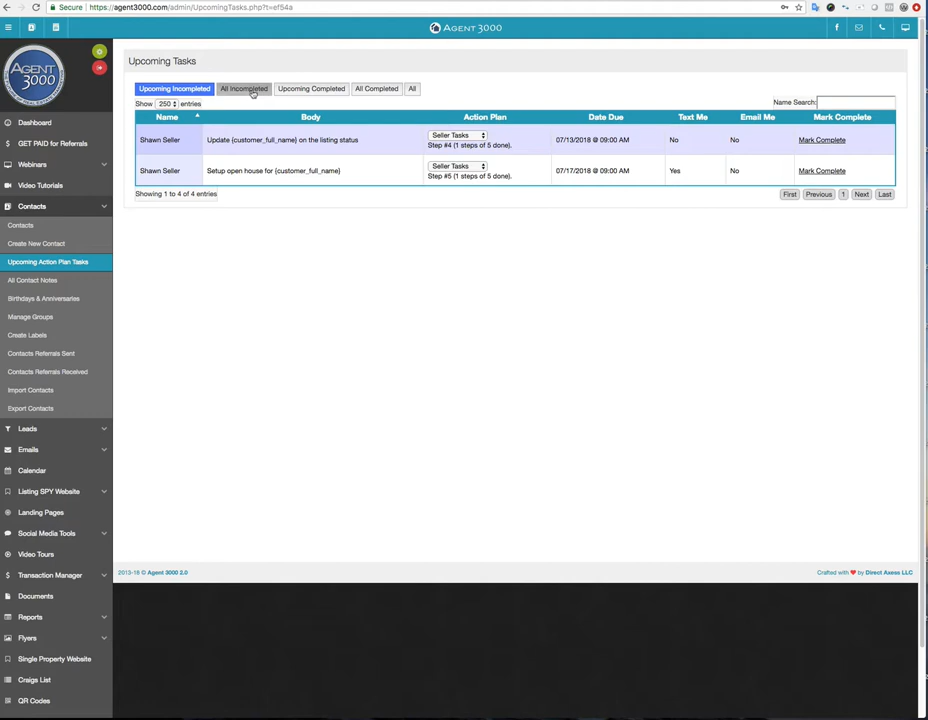 Secure https://agent3000.com/admin/UpcomingTasks.php?t=ef54a
AGENT3000
AGENT
3000
Upcoming Tasks
Upcoming Incompleted All Incompleted Upcoming Completed All Completed All
Show 250 entries Name Search:
Name Body Action Plan Date Due Text Me Email Me Mark Complete
Shawn Seller Update {customer_full_name} on the listing status Seller Tasks 07/13/2018 @ 09:00 AM No No Mark Complete
Step #4 (1 steps of 5 done).
Shawn Seller Setup open house for {customer_full_name} Seller Tasks 07/17/2018 @ 09:00 AM Yes No Mark Complete
Step #5 (1 steps of 5 done).
Showing 1 to 4 of 4 entries First Previous 1 Next Last
Dashboard
GET PAID for Referrals
Webinars
Video Tutorials
Contacts
Contacts
Create New Contact
Upcoming Action Plan Tasks
All Contact Notes
Birthdays & Anniversaries
Manage Groups
Create Labels
Contacts Referrals Sent
Contacts Referrals Received
Import Contacts
Export Contacts
Leads
Emails
Calendar
Listing SPY Website
Landing Pages
Social Media Tools
Video Tours
Transaction Manager
Documents
Reports
Flyers
Single Property Website
Craigs List
QR Codes
2013-18 © Agent 3000 2.0 Crafted with ❤ by Direct Axess LLC